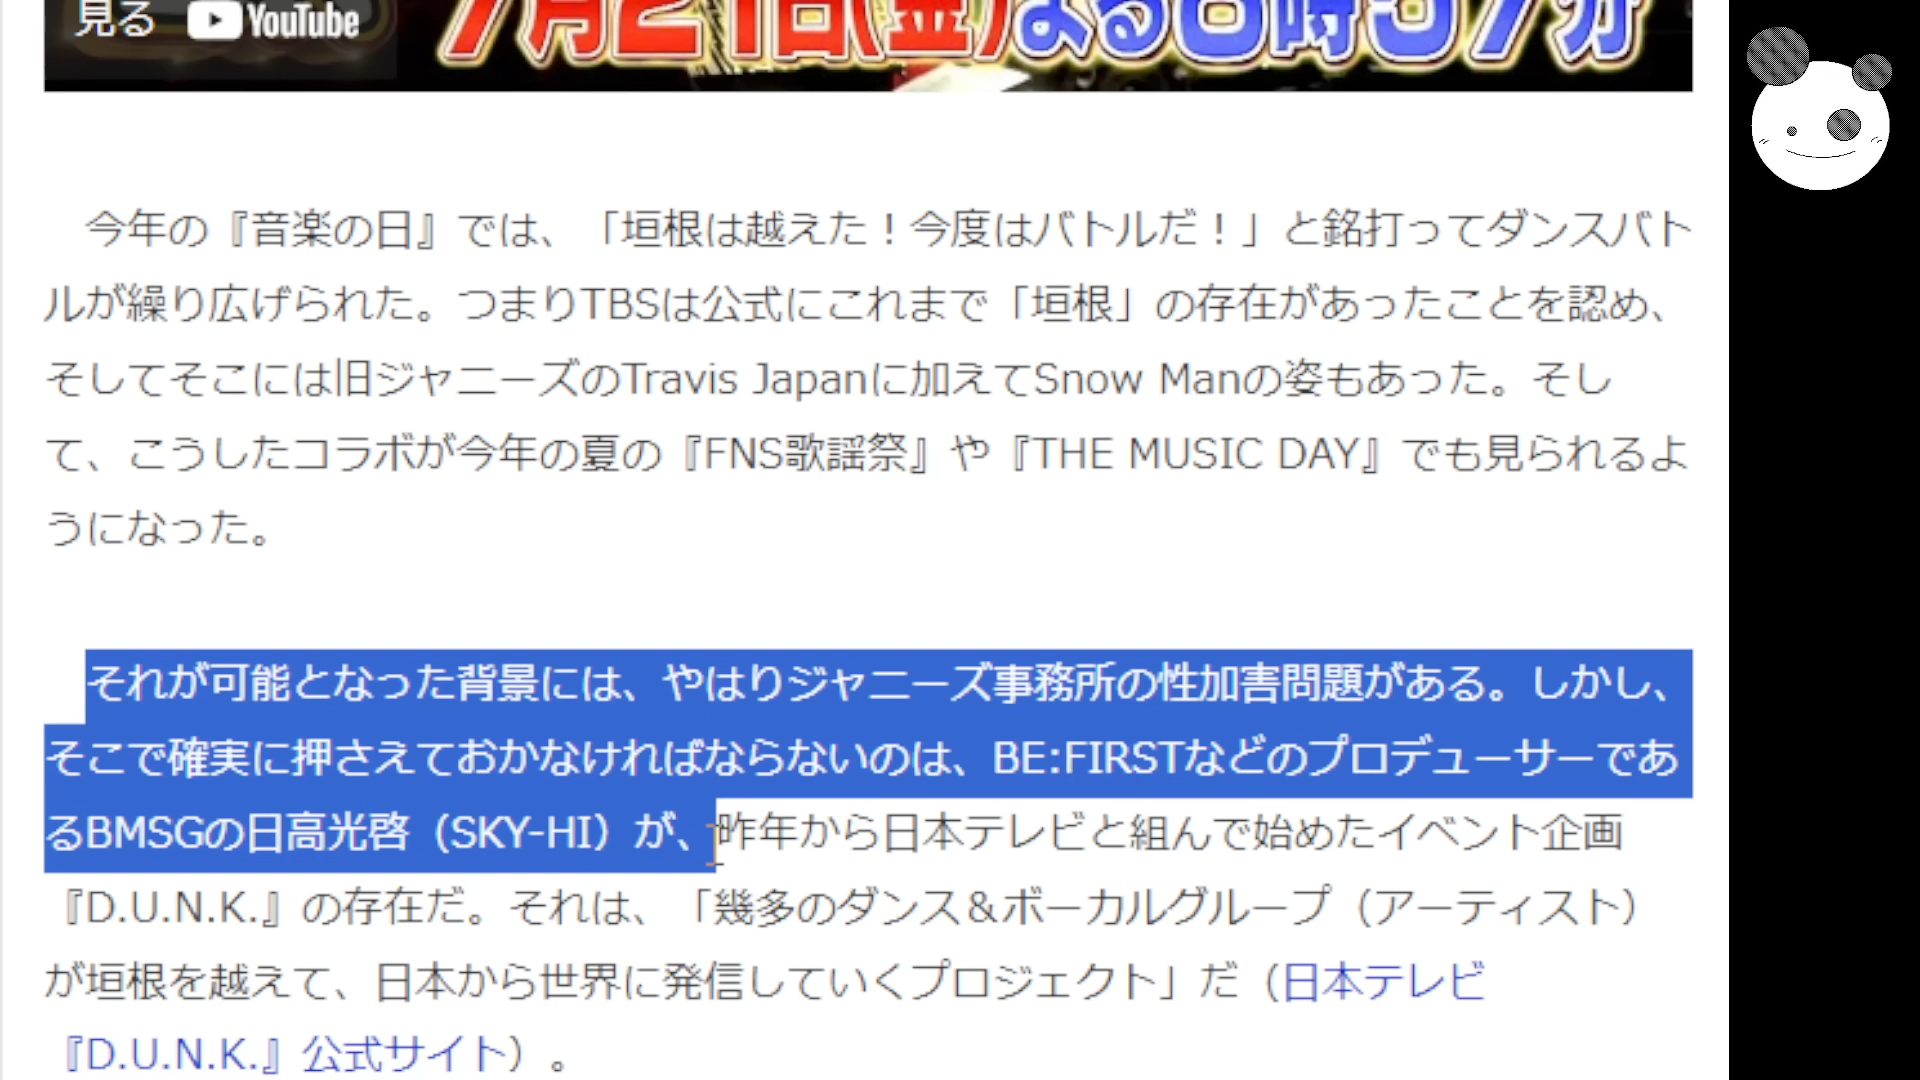 見る YouTube
7月21日(金)よる8時57分
今年の『音楽の日』では、「垣根は越えた！今度はバトルだ！」と銘打ってダンスバト
ルが繰り広げられた。つまりTBSは公式にこれまで「垣根」の存在があったことを認め、
そしてそこには旧ジャニーズのTravis Japanに加えてSnow Manの姿もあった。そし
て、こうしたコラボが今年の夏の『FNS歌謡祭』や『THE MUSIC DAY』でも見られるよ
うになった。
それが可能となった背景には、やはりジャニーズ事務所の性加害問題がある。しかし、
そこで確実に押さえておかなければならないのは、BE:FIRSTなどのプロデューサーであ
るBMSGの日高光啓（SKY-HI）が、昨年から日本テレビと組んで始めたイベント企画
『D.U.N.K.』の存在だ。それは、「幾多のダンス＆ボーカルグループ（アーティスト）
が垣根を越えて、日本から世界に発信していくプロジェクト」だ（日本テレビ
『D.U.N.K.』公式サイト）。